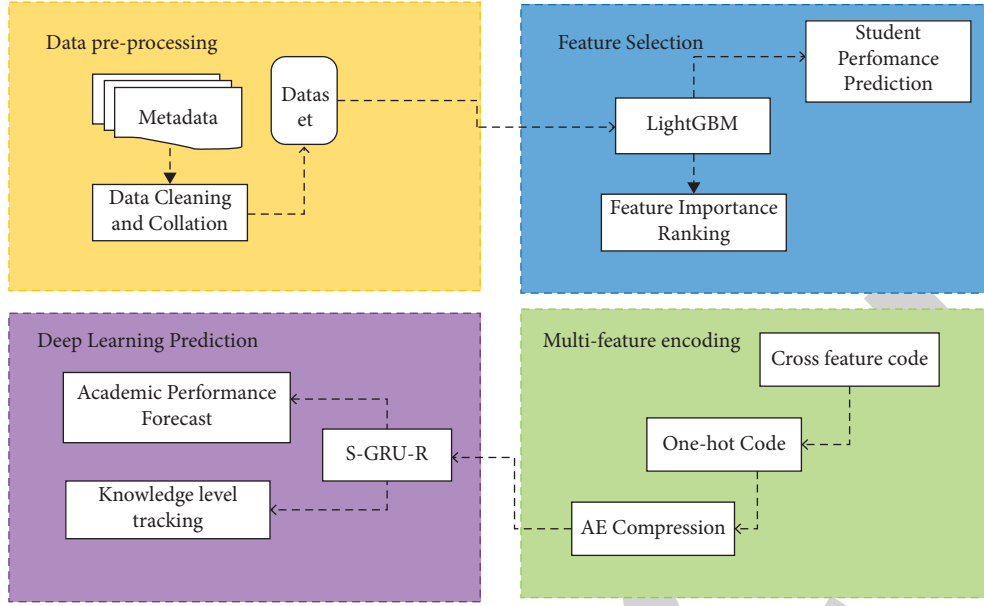 Data pre-processing
Metadata
Datas
et
Data Cleaning
and Collation
Feature Selection
Student
Perfomance
Prediction
LightGBM
Feature Importance
Ranking
Deep Learning Prediction
Academic Performance
Forecast
S-GRU-R
Knowledge level
tracking
Multi-feature encoding
Cross feature code
One-hot Code
AE Compression